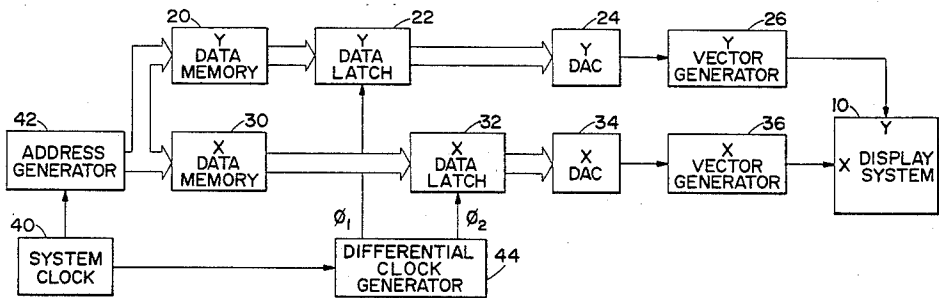 20
Y
DATA
MEMORY
22
Y
DATA
LATCH
24
Y
DAC
26
Y
VECTOR
GENERATOR
42
ADDRESS
GENERATOR
30
X
DATA
MEMORY
32
X
DATA
LATCH
34
X
DAC
36
X
VECTOR
GENERATOR
10
Y
X DISPLAY
SYSTEM
40
SYSTEM
CLOCK
Ø1
Ø2
DIFFERENTIAL
CLOCK
GENERATOR
44